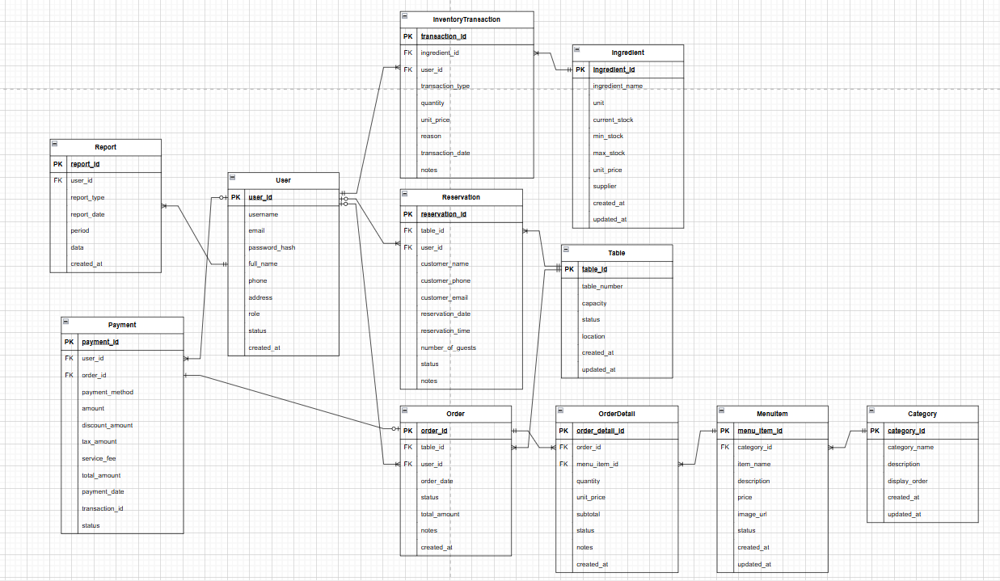 InventoryTransaction
PK transaction_id
FK ingredient_id
FK user_id
transaction_type
quantity
unit_price
reason
transaction_date
notes
Ingredient
PK ingredient_id
ingredient_name
unit
current_stock
min_stock
max_stock
unit_price
supplier
created_at
updated_at
Report
PK report_id
FK user_id
report_type
report_date
period
data
created_at
User
PK user_id
username
email
password_hash
full_name
phone
address
role
status
created_at
Reservation
PK reservation_id
FK table_id
FK user_id
customer_name
customer_phone
customer_email
reservation_date
reservation_time
number_of_guests
status
notes
Table
PK table_id
table_number
capacity
status
location
created_at
updated_at
Payment
PK payment_id
FK user_id
FK order_id
payment_method
amount
discount_amount
tax_amount
service_fee
total_amount
payment_date
transaction_id
status
Order
PK order_id
FK table_id
FK user_id
order_date
status
total_amount
notes
created_at
OrderDetail
PK order_detail_id
FK order_id
FK menu_item_id
quantity
unit_price
subtotal
status
notes
created_at
MenuItem
PK menu_item_id
FK category_id
item_name
description
price
image_url
status
created_at
updated_at
Category
PK category_id
category_name
description
display_order
created_at
updated_at